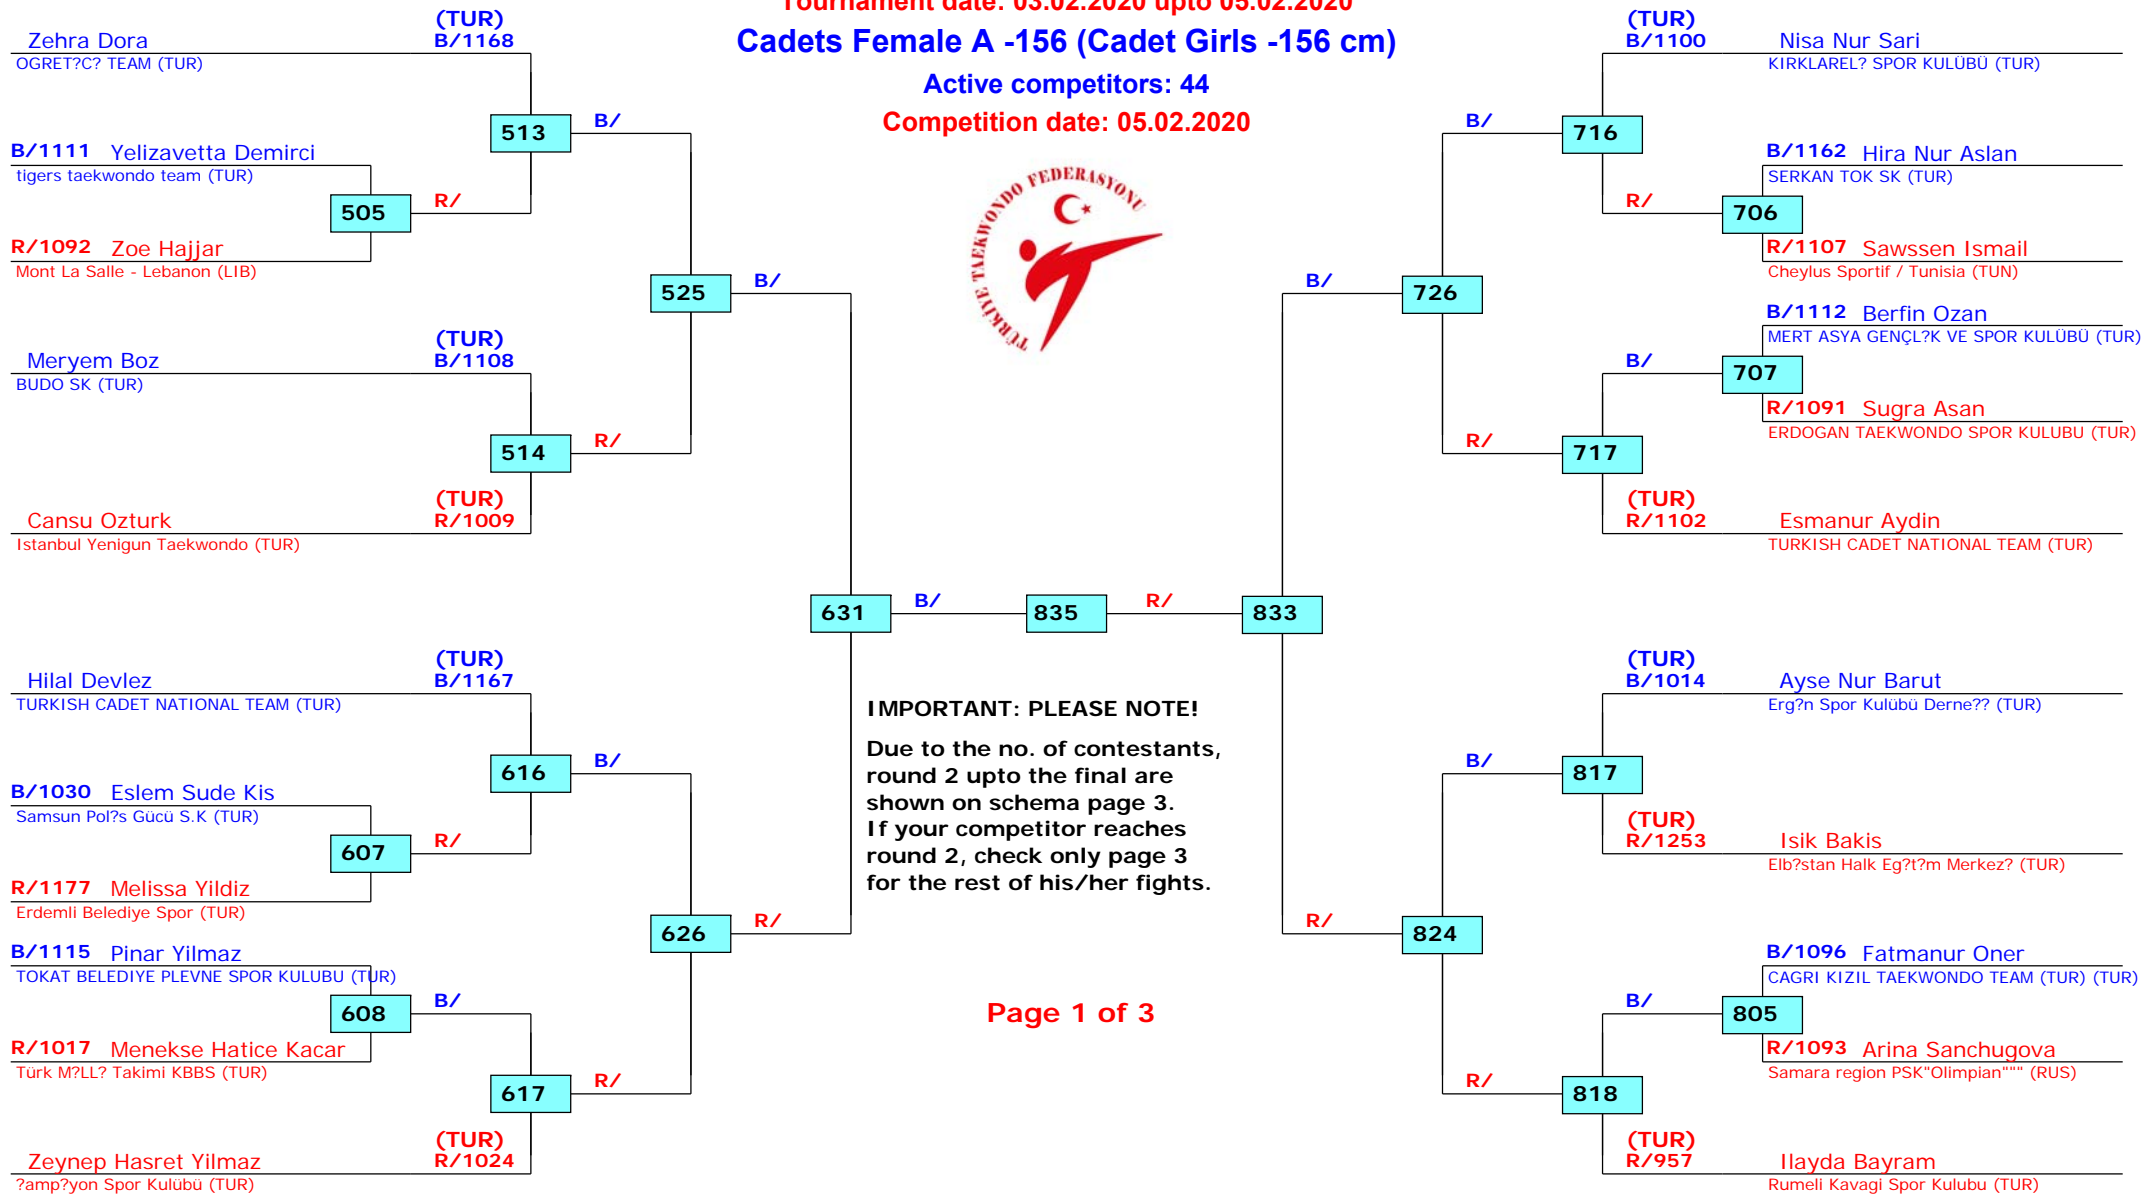 Tournament date: 03.02.2020 upto 05.02.2020
Cadets Female A -156 (Cadet Girls -156 cm)
Active competitors: 44
Competition date: 05.02.2020
TÜRKİYE TAEKWONDO FEDERASYONU
(TUR)
Zehra Dora B/1168
OGRET?C? TEAM (TUR)
513 B/
B/1111 Yelizavetta Demirci
tigers taekwondo team (TUR)
505 R/
R/1092 Zoe Hajjar
Mont La Salle - Lebanon (LIB)
525 B/
(TUR)
Meryem Boz B/1108
BUDO SK (TUR)
514 R/
(TUR)
Cansu Ozturk R/1009
Istanbul Yenigun Taekwondo (TUR)
631 B/ 835 R/ 833
(TUR)
Hilal Devlez B/1167
TURKISH CADET NATIONAL TEAM (TUR)
616 B/
B/1030 Eslem Sude Kis
Samsun Pol?s Gücü S.K (TUR)
607 R/
R/1177 Melissa Yildiz
Erdemli Belediye Spor (TUR)
626 R/
B/1115 Pinar Yilmaz
TOKAT BELEDIYE PLEVNE SPOR KULUBU (TUR)
608 B/
R/1017 Menekse Hatice Kacar
Türk M?LL? Takimi KBBS (TUR)
617 R/
(TUR)
Zeynep Hasret Yilmaz R/1024
?amp?yon Spor Kulübü (TUR)
IMPORTANT: PLEASE NOTE!
Due to the no. of contestants,
round 2 upto the final are
shown on schema page 3.
If your competitor reaches
round 2, check only page 3
for the rest of his/her fights.
Page 1 of 3
(TUR)
B/1100 Nisa Nur Sari
KIRKLAREL? SPOR KULÜBÜ (TUR)
B/ 716
B/1162 Hira Nur Aslan
SERKAN TOK SK (TUR)
R/ 706
R/1107 Sawssen Ismail
Cheylus Sportif / Tunisia (TUN)
B/ 726
B/1112 Berfin Ozan
MERT ASYA GENÇL?K VE SPOR KULÜBÜ (TUR)
B/ 707
R/1091 Sugra Asan
ERDOGAN TAEKWONDO SPOR KULUBU (TUR)
R/ 717
(TUR)
R/1102 Esmanur Aydin
TURKISH CADET NATIONAL TEAM (TUR)
(TUR)
B/1014 Ayse Nur Barut
Erg?n Spor Kulübü Derne?? (TUR)
B/ 817
(TUR)
R/1253 Isik Bakis
Elb?stan Halk Eg?t?m Merkez? (TUR)
R/ 824
B/1096 Fatmanur Oner
CAGRI KIZIL TAEKWONDO TEAM (TUR) (TUR)
B/ 805
R/1093 Arina Sanchugova
Samara region PSK"Olimpian""" (RUS)
R/ 818
(TUR)
R/957 Ilayda Bayram
Rumeli Kavagi Spor Kulubu (TUR)